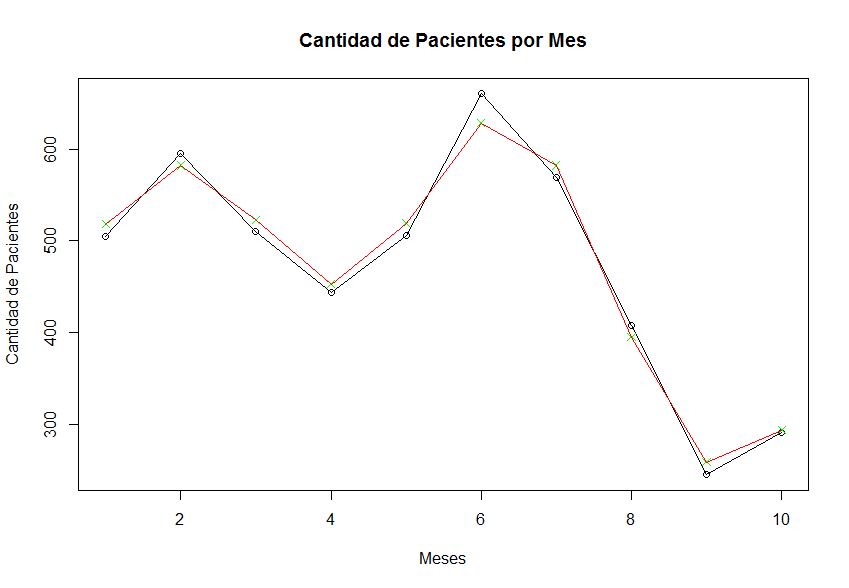 Cantidad de Pacientes por Mes
Cantidad de Pacientes
600
500
400
300
2 4 6 8 10
Meses